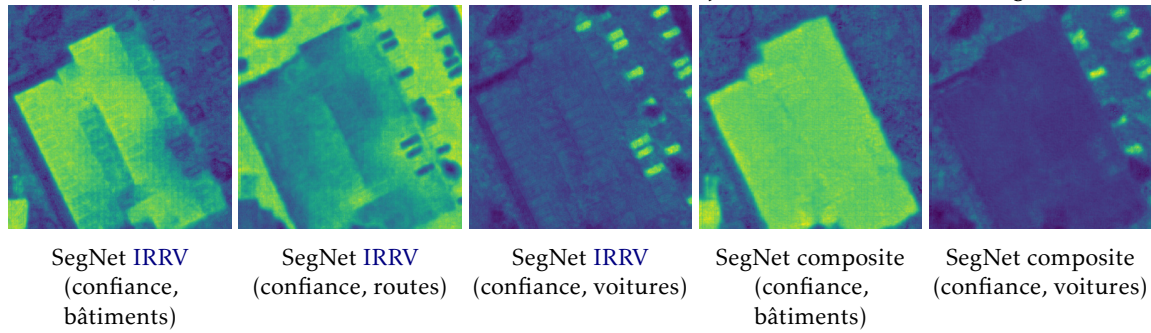 SegNet IRRV
(confiance,
bâtiments)
SegNet IRRV
(confiance, routes)
SegNet IRRV
(confiance, voitures)
SegNet composite
(confiance,
bâtiments)
SegNet composite
(confiance, voitures)